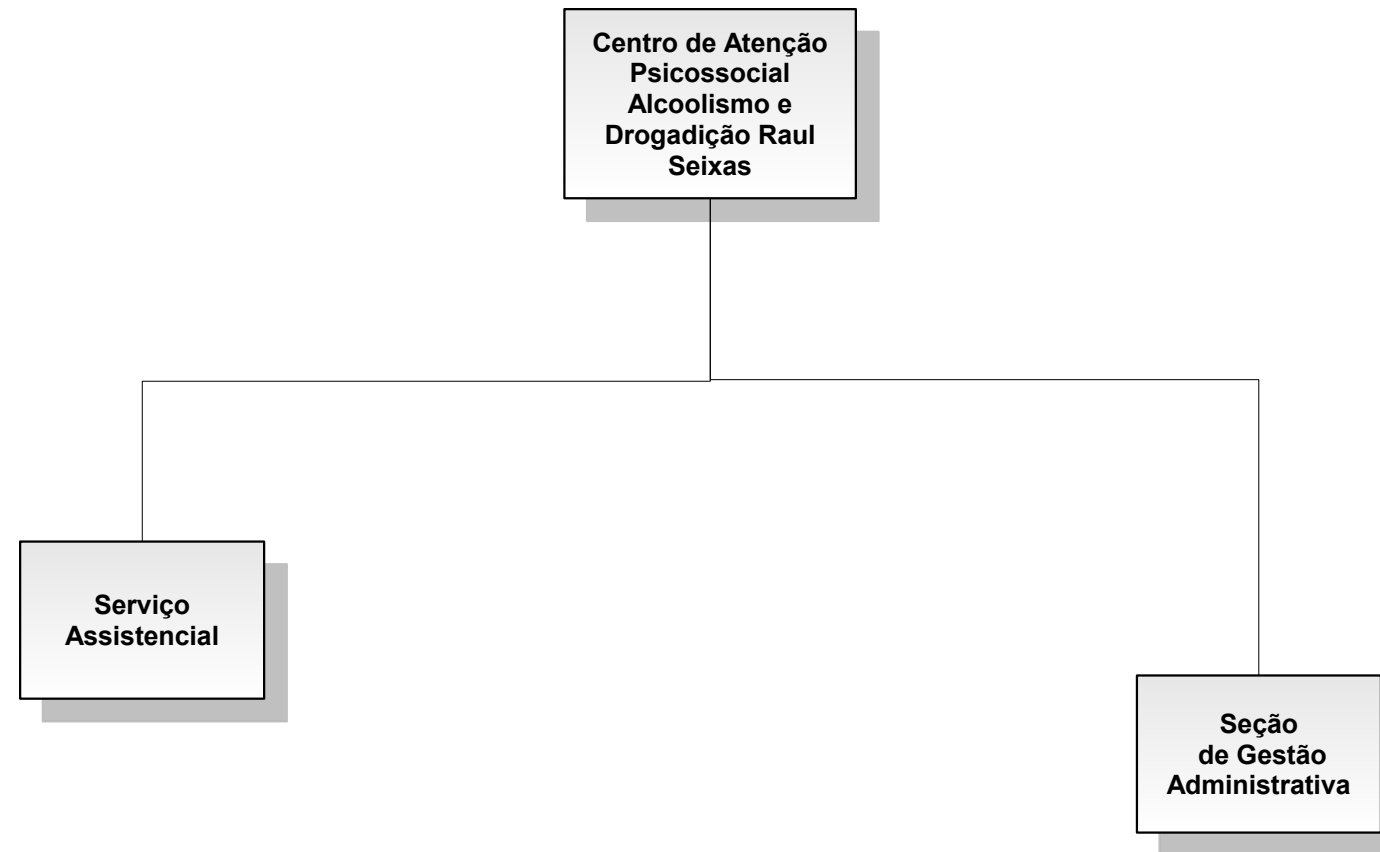 Centro de Atenção
Psicossocial
Alcoolismo e
Drogadição Raul
Seixas
Serviço
Assistencial
Seção
de Gestão
Administrativa